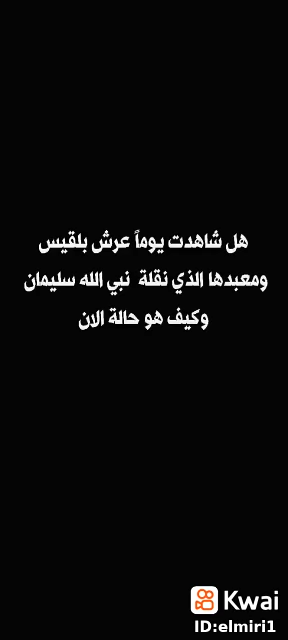 هل شاهدت يوماً عرش بلقيس
ومعبدها الذي نقلة نبي الله سليمان
وكيف هو حالة الان
Kwai
ID:elmiri1